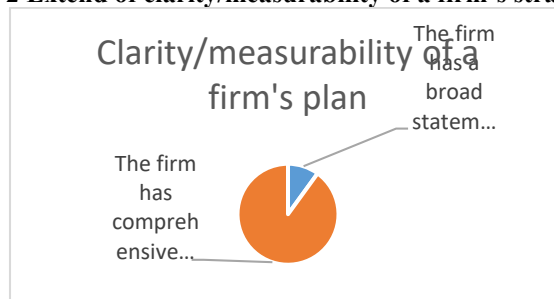 2 Extend of clarity/measurability of a firm's stra
Clarity/measurability of a
firm's plan
The firm
has a
broad
statem...
The firm
has
compreh
ensive...